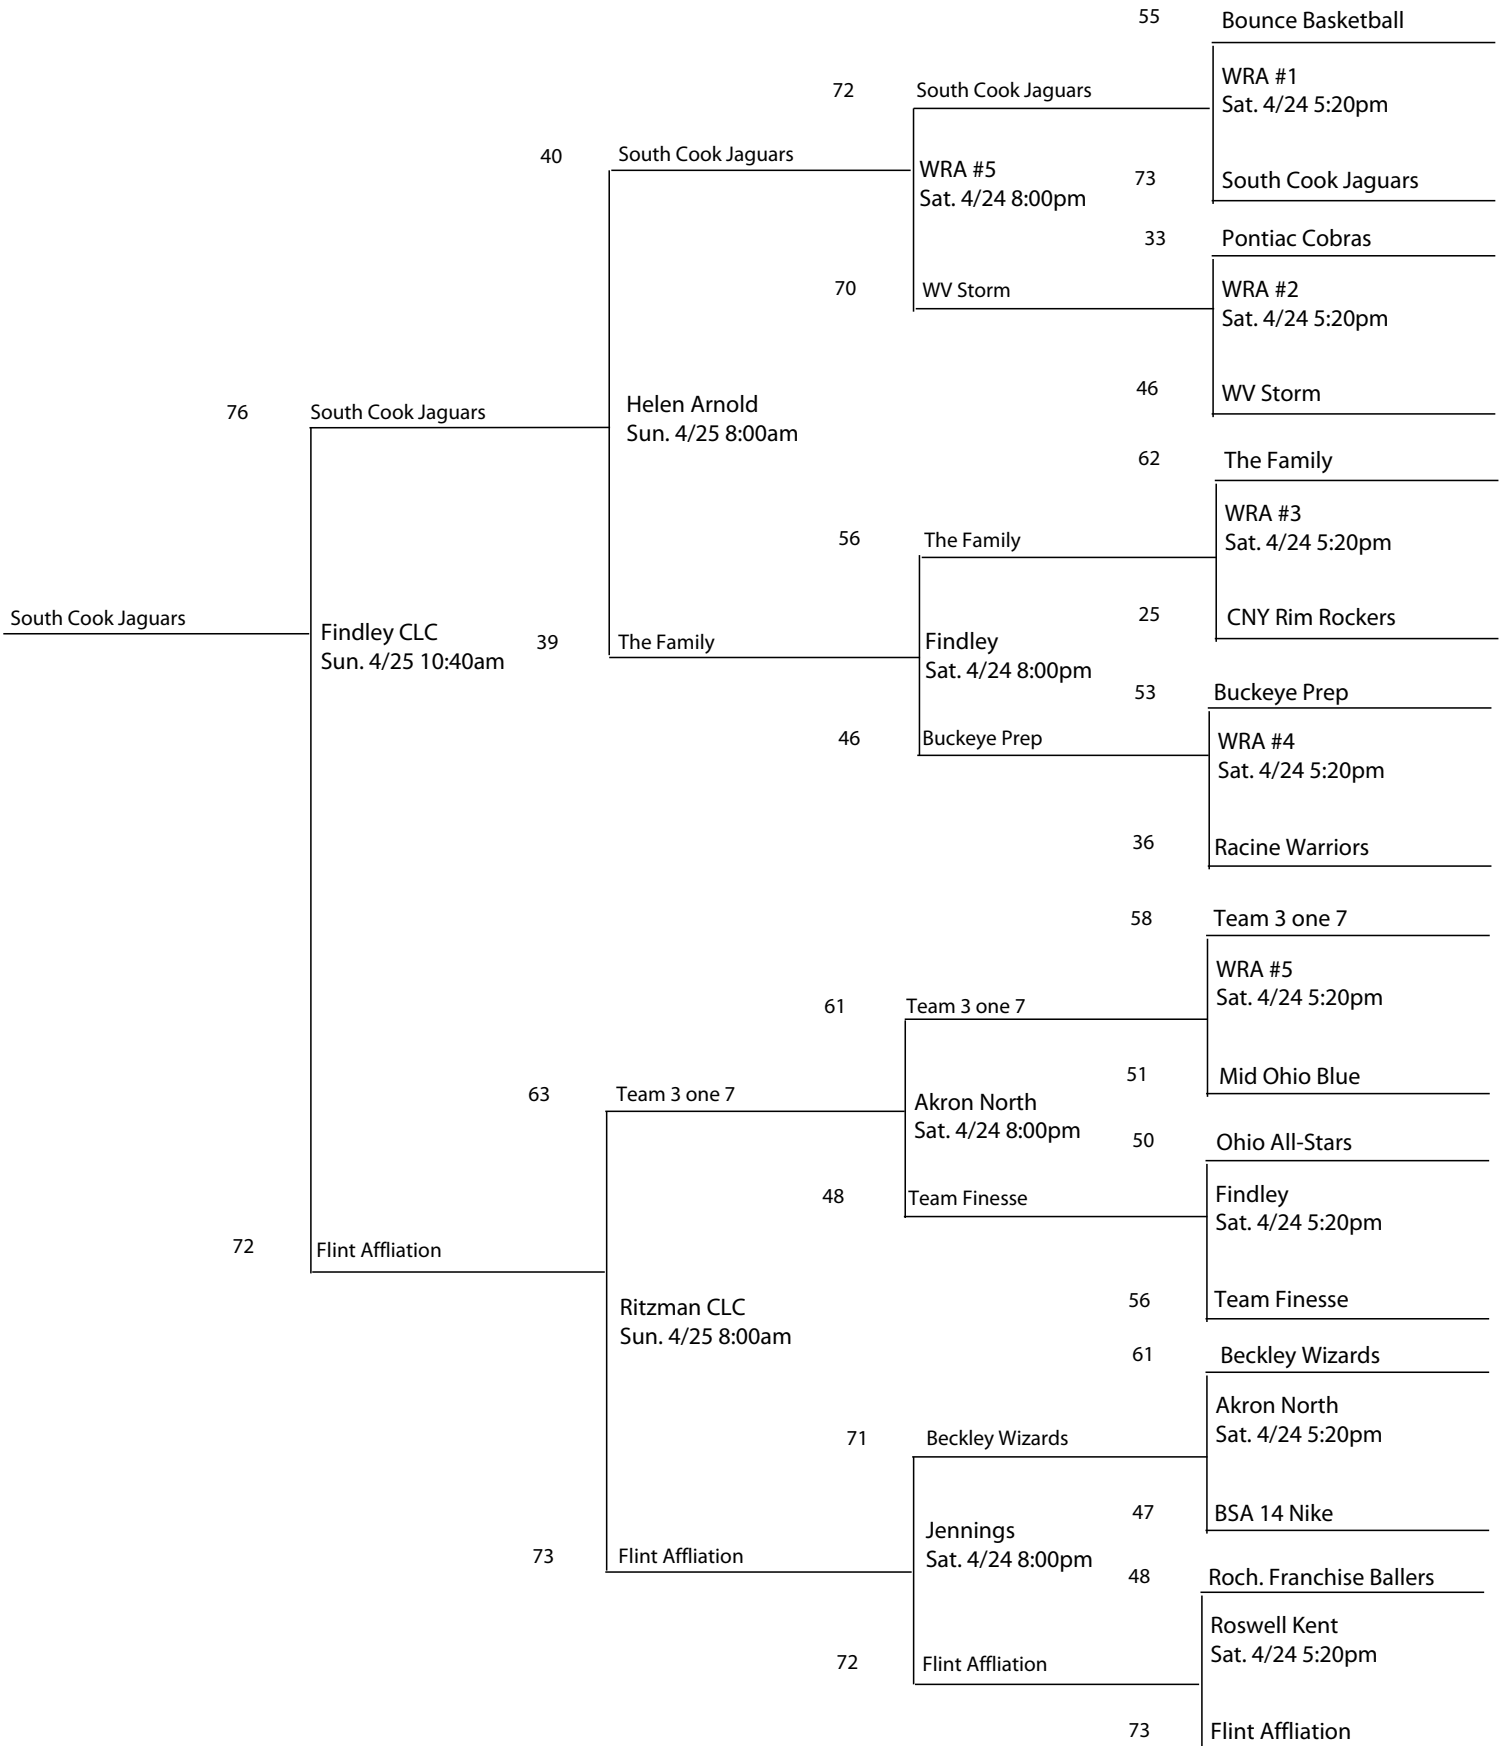 55 Bounce Basketball
WRA #1
Sat. 4/24 5:20pm
73 South Cook Jaguars
33 Pontiac Cobras
WRA #2
Sat. 4/24 5:20pm
46 WV Storm
62 The Family
WRA #3
Sat. 4/24 5:20pm
25 CNY Rim Rockers
53 Buckeye Prep
WRA #4
Sat. 4/24 5:20pm
36 Racine Warriors
58 Team 3 one 7
WRA #5
Sat. 4/24 5:20pm
51 Mid Ohio Blue
50 Ohio All-Stars
Findley
Sat. 4/24 5:20pm
56 Team Finesse
61 Beckley Wizards
Akron North
Sat. 4/24 5:20pm
47 BSA 14 Nike
48 Roch. Franchise Ballers
Roswell Kent
Sat. 4/24 5:20pm
73 Flint Affliation
72 South Cook Jaguars
WRA #5
Sat. 4/24 8:00pm
70 WV Storm
56 The Family
Findley
Sat. 4/24 8:00pm
46 Buckeye Prep
61 Team 3 one 7
Akron North
Sat. 4/24 8:00pm
48 Team Finesse
71 Beckley Wizards
Jennings
Sat. 4/24 8:00pm
72 Flint Affliation
40 South Cook Jaguars
Helen Arnold
Sun. 4/25 8:00am
39 The Family
63 Team 3 one 7
Ritzman CLC
Sun. 4/25 8:00am
73 Flint Affliation
76 South Cook Jaguars
Findley CLC
Sun. 4/25 10:40am
72 Flint Affliation
South Cook Jaguars